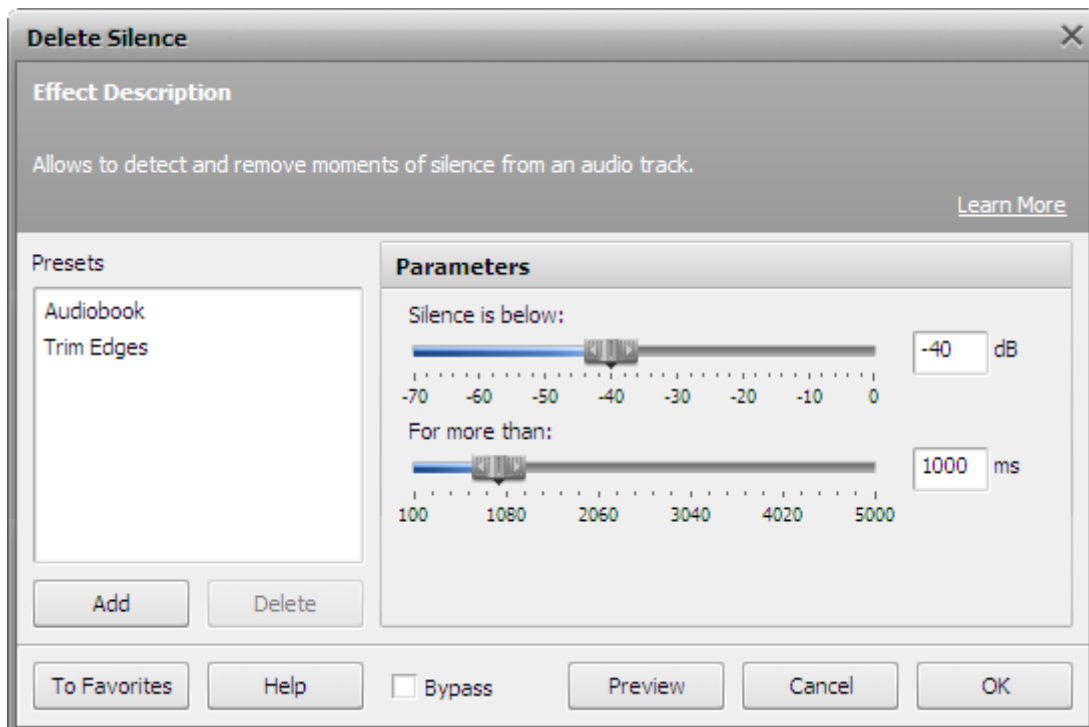 Delete Silence
Effect Description
Allows to detect and remove moments of silence from an audio track.
Learn More
Presets
Audiobook
Trim Edges
Add
Delete
Parameters
Silence is below:
-40 dB
-70 -60 -50 -40 -30 -20 -10 0
For more than:
1000 ms
100 1080 2060 3040 4020 5000
To Favorites
Help
Bypass
Preview
Cancel
OK